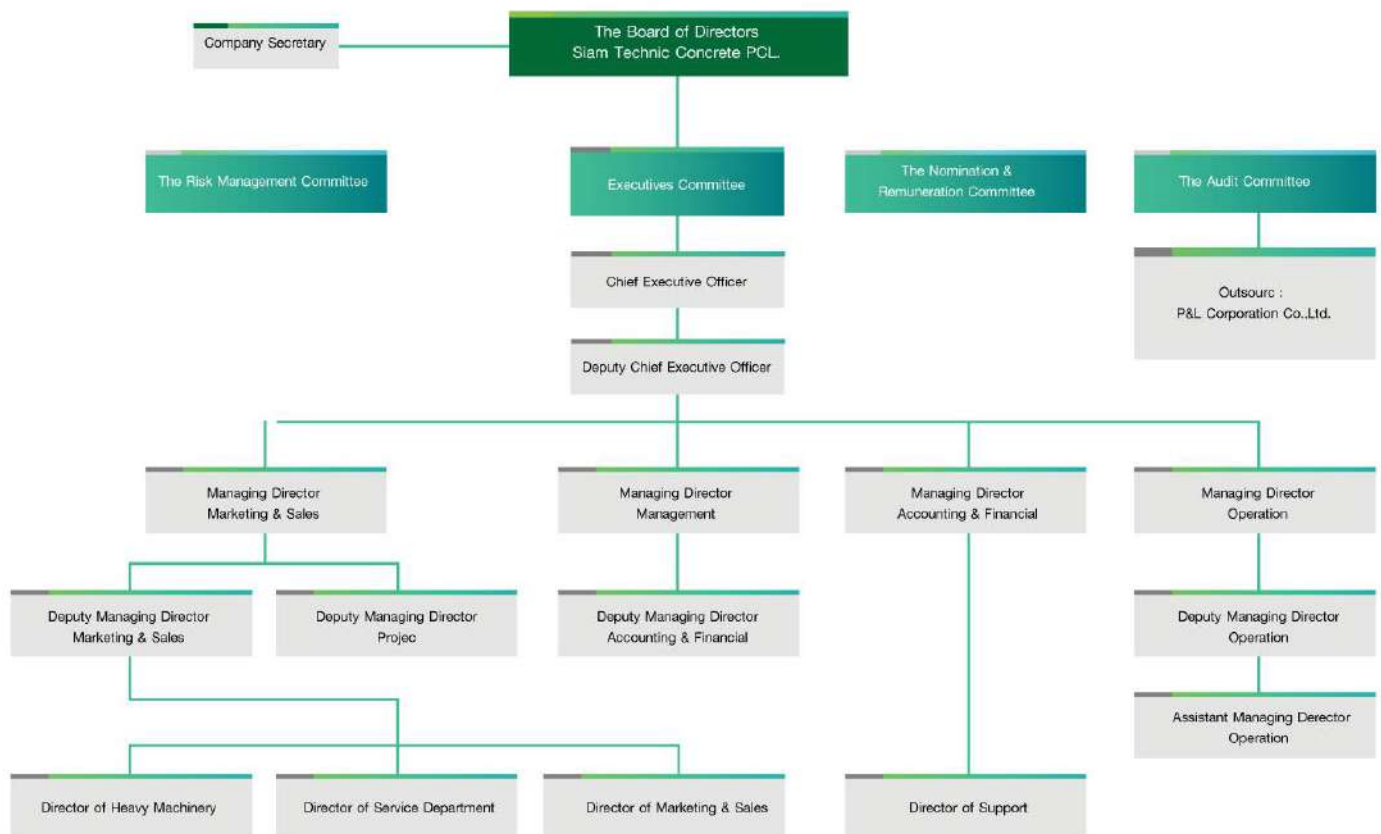 Company Secretary
The Board of Directors
Siam Technic Concrete PCL.
The Risk Management Committee
Executives Committee
The Nomination &
Remuneration Committee
The Audit Committee
Chief Executive Officer
Outsourc :
P&L Corporation Co.,Ltd.
Deputy Chief Executive Officer
Managing Director
Marketing & Sales
Managing Director
Management
Managing Director
Accounting & Financial
Managing Director
Operation
Deputy Managing Director
Marketing & Sales
Deputy Managing Director
Projec
Deputy Managing Director
Accounting & Financial
Deputy Managing Director
Operation
Assistant Managing Derector
Operation
Director of Heavy Machinery
Director of Service Department
Director of Marketing & Sales
Director of Support